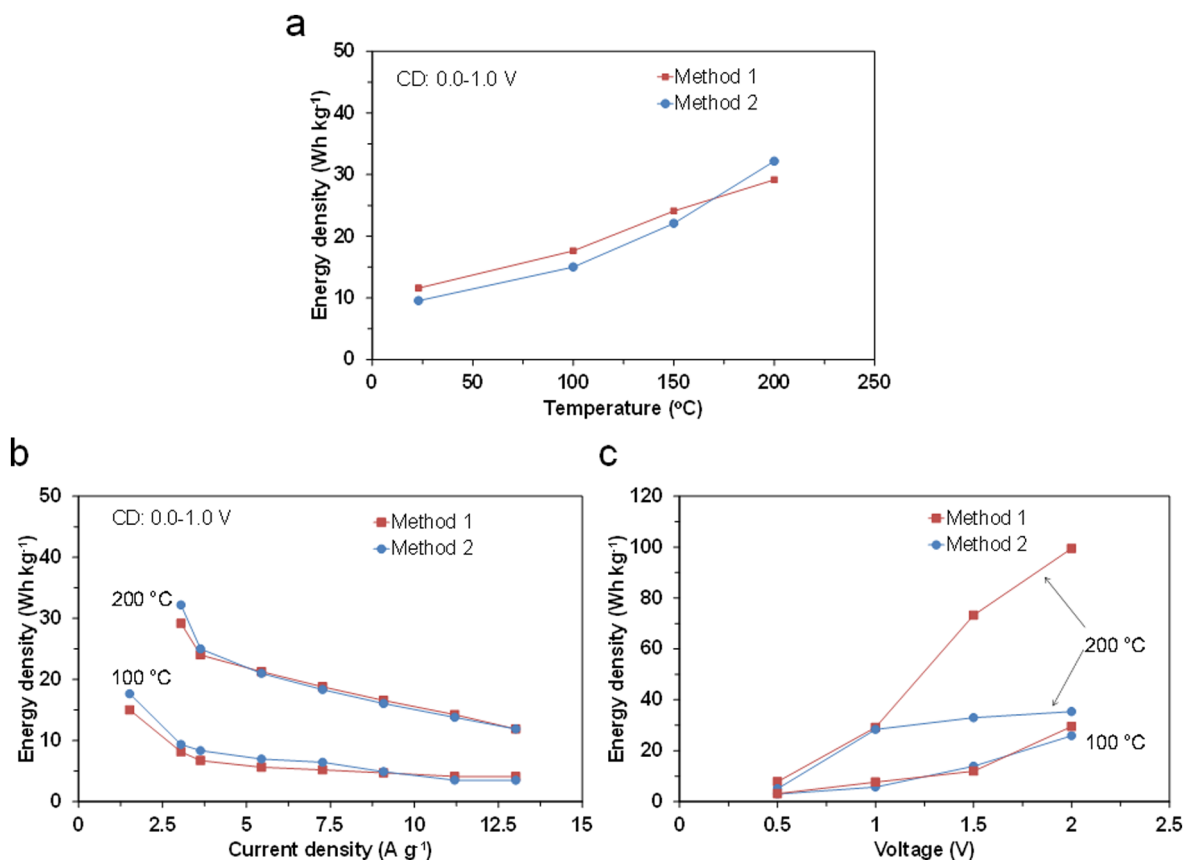 a
50
40
30
20
10
0
Energy density (Wh kg-1)
CD: 0.0-1.0 V
Method 1
Method 2
0 50 100 150 200 250
Temperature (ºC)
b
50
40
30
20
10
0
Energy density (Wh kg-1)
CD: 0.0-1.0 V
Method 1
Method 2
200 °C
100 °C
0 2.5 5 7.5 10 12.5 15
Current density (A g-1)
c
120
100
80
60
40
20
0
Energy density (Wh kg-1)
Method 1
Method 2
200 °C
100 °C
0 0.5 1 1.5 2 2.5
Voltage (V)